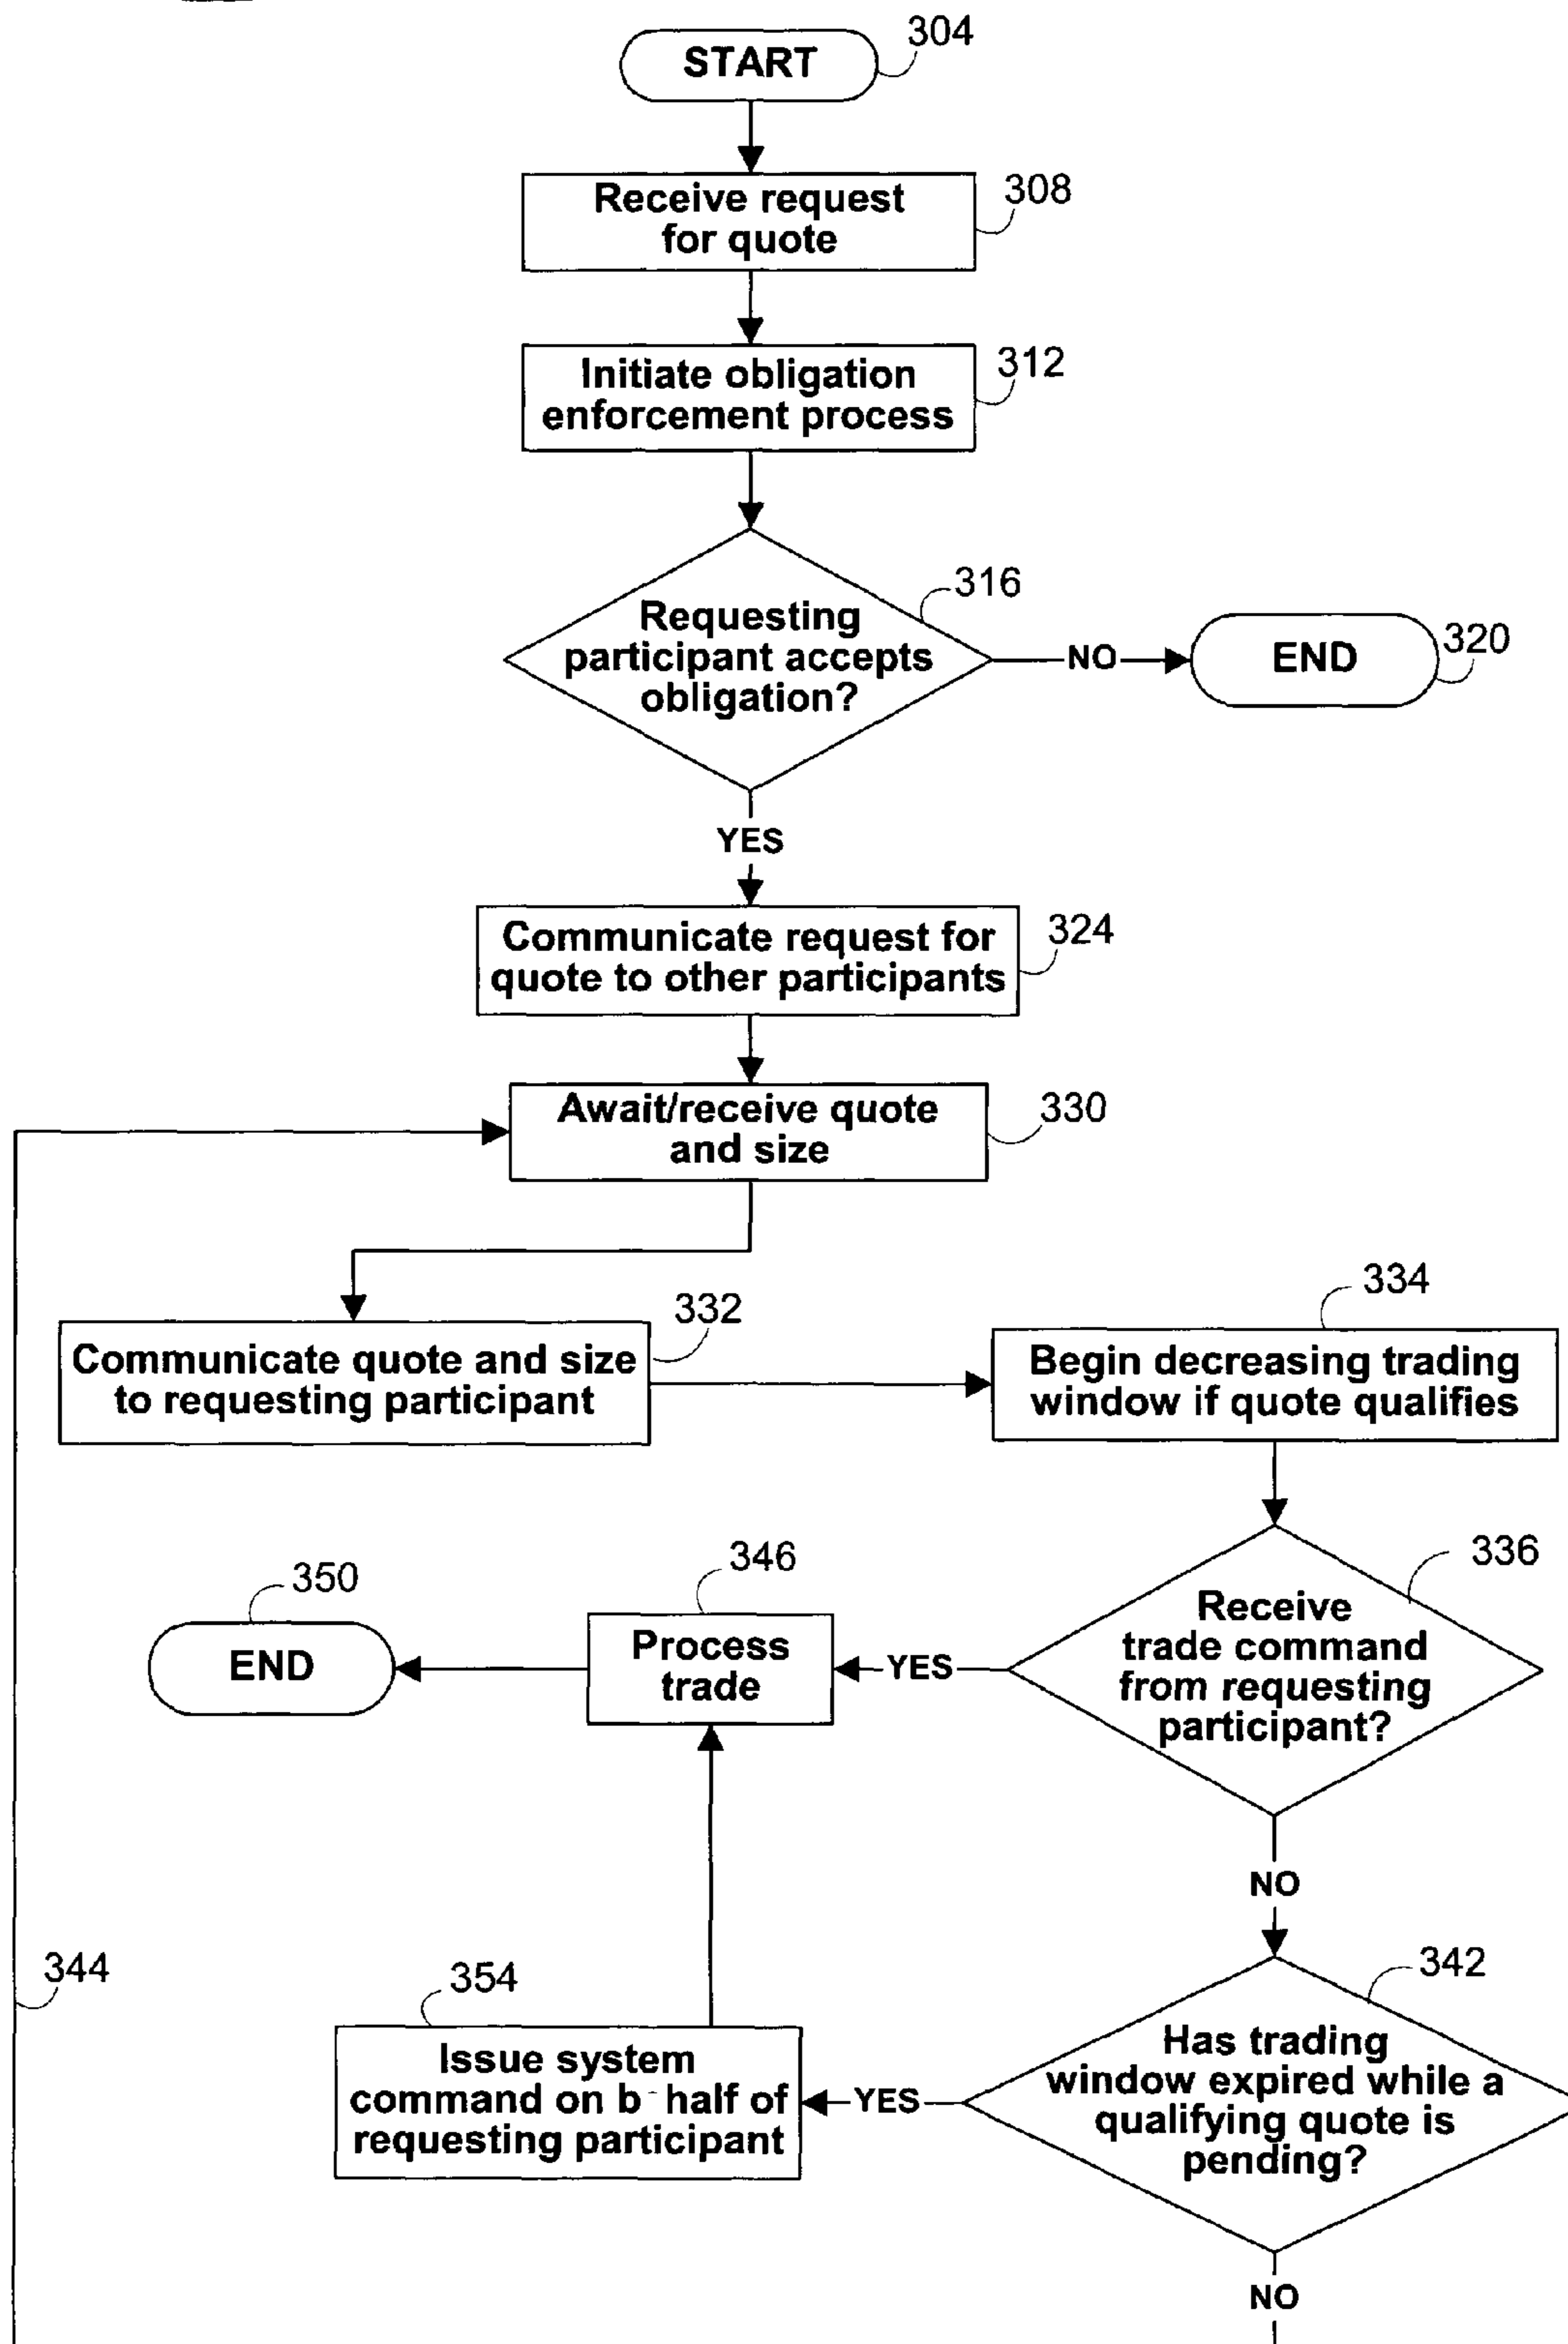 START
304
Receive request
for quote
308
Initiate obligation
enforcement process
312
Requesting
participant accepts
obligation?
316
NO
END
320
YES
Communicate request for
quote to other participants
324
Await/receive quote
and size
330
Communicate quote and size
to requesting participant
332
Begin decreasing trading
window if quote qualifies
334
Receive
trade command
from requesting
participant?
336
YES
Process
trade
346
END
350
NO
Has trading
window expired while a
qualifying quote is
pending?
342
YES
Issue system
command on b half of
requesting participant
354
344
NO